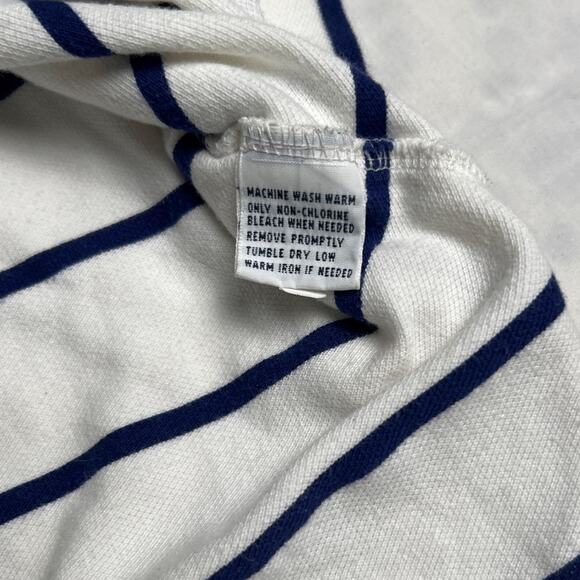 MACHINE WASH WARM
ONLY NON-CHLORINE
BLEACH WHEN NEEDED
REMOVE PROMPTLY
TUMBLE DRY LOW
WARM IRON IF NEEDED